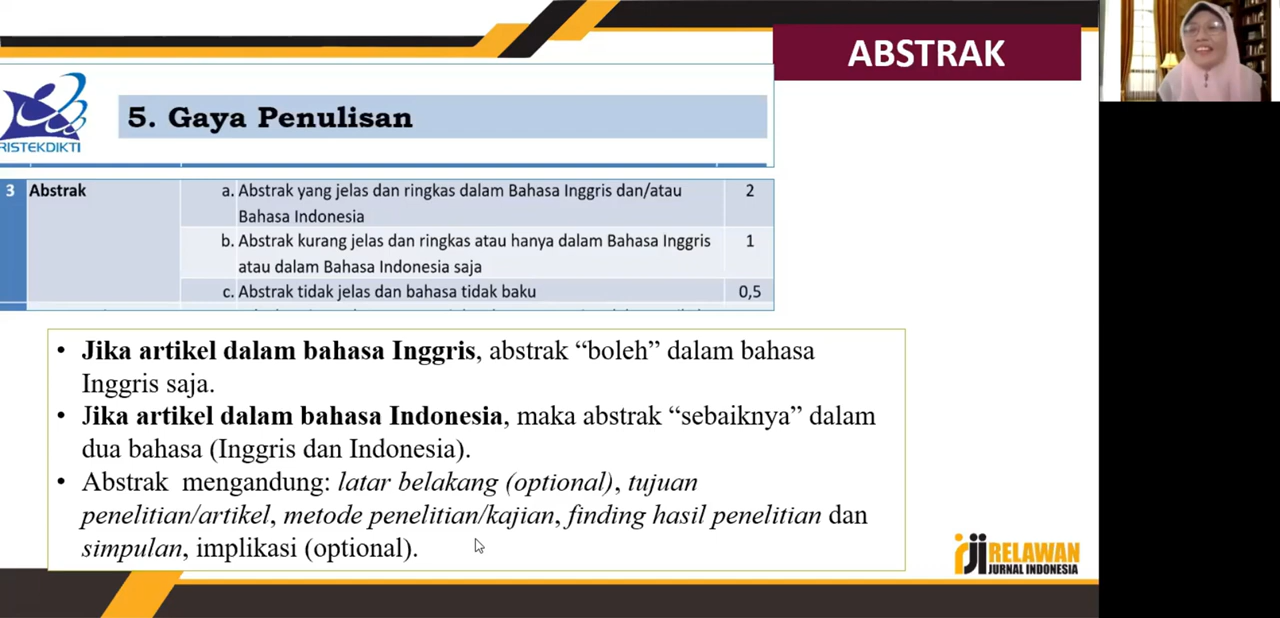 ABSTRAK
RISTEKDIKTI
5. Gaya Penulisan
3 Abstrak a. Abstrak yang jelas dan ringkas dalam Bahasa Inggris dan/atau 2
Bahasa Indonesia
b. Abstrak kurang jelas dan ringkas atau hanya dalam Bahasa Inggris 1
atau dalam Bahasa Indonesia saja
c. Abstrak tidak jelas dan bahasa tidak baku 0,5
• Jika artikel dalam bahasa Inggris, abstrak “boleh” dalam bahasa
Inggris saja.
• Jika artikel dalam bahasa Indonesia, maka abstrak “sebaiknya” dalam
dua bahasa (Inggris dan Indonesia).
• Abstrak mengandung: latar belakang (optional), tujuan
penelitian/artikel, metode penelitian/kajian, finding hasil penelitian dan
simpulan, implikasi (optional).
rji RELAWAN
JURNAL INDONESIA